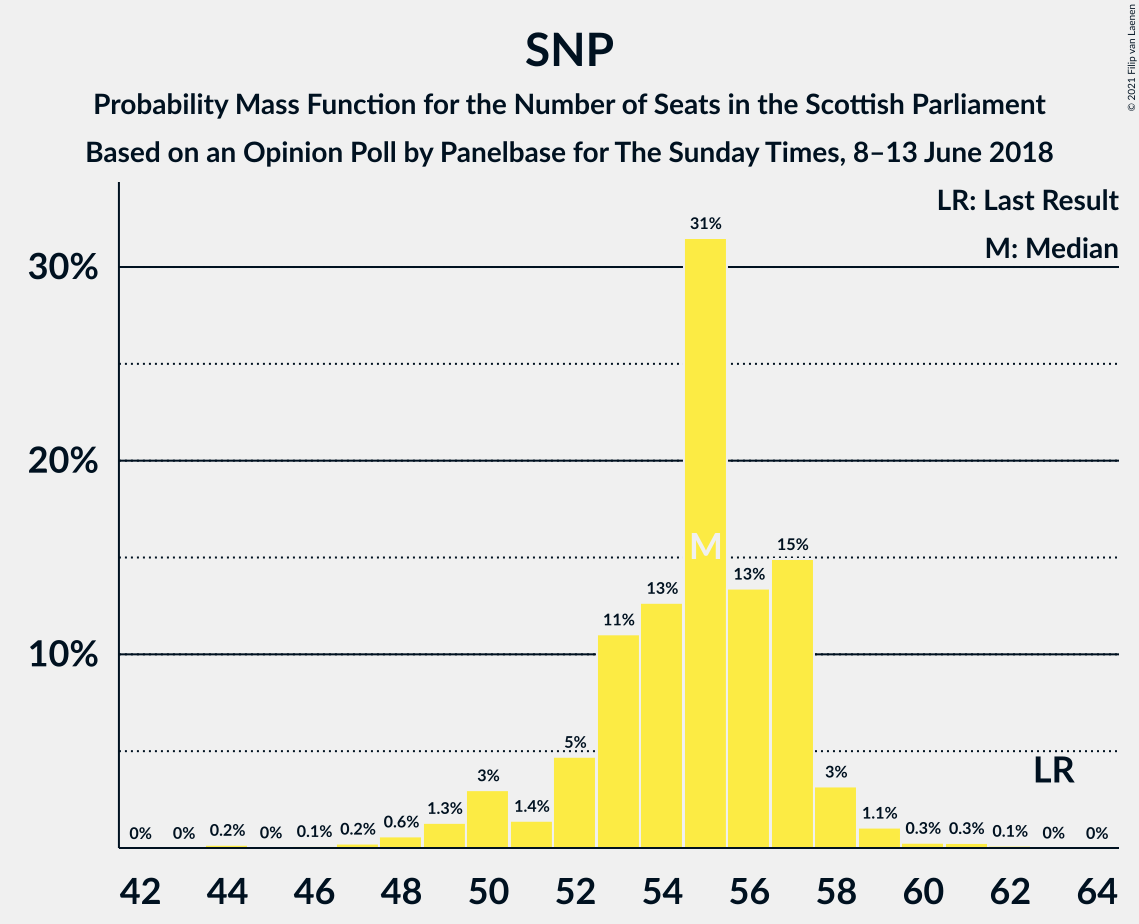 SNP
Probability Mass Function for the Number of Seats in the Scottish Parliament
Based on an Opinion Poll by Panelbase for The Sunday Times, 8–13 June 2018
© 2021 Filip van Laenen
LR: Last Result
M: Median
30%
20%
10%
0% 0% 0.2% 0% 0.1% 0.2% 0.6% 1.3% 3% 1.4% 5% 11% 13% 31% 13% 15% 3% 1.1% 0.3% 0.3% 0.1% 0% 0%
M
LR
42 44 46 48 50 52 54 56 58 60 62 64